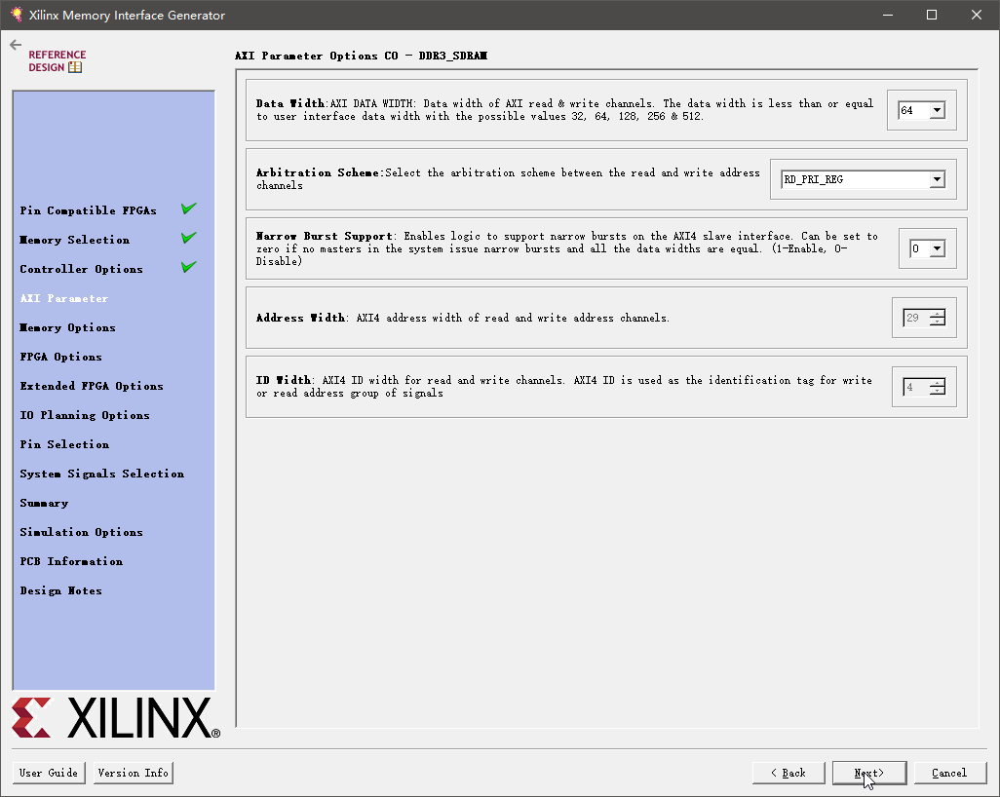 Xilinx Memory Interface Generator
REFERENCE
DESIGN
AXI Parameter Options C0 - DDR3_SDRAM
Pin Compatible FPGAs
Memory Selection
Controller Options
AXI Parameter
Memory Options
FPGA Options
Extended FPGA Options
IO Planning Options
Pin Selection
System Signals Selection
Summary
Simulation Options
PCB Information
Design Notes
Data Width:AXI DATA WIDTH: Data width of AXI read & write channels. The data width is less than or equal
to user interface data width with the possible values 32, 64, 128, 256 & 512.
64
Arbitration Scheme:Select the arbitration scheme between the read and write address
channels
RD_PRI_REG
Narrow Burst Support: Enables logic to support narrow bursts on the AXI4 slave interface. Can be set to
zero if no masters in the system issue narrow bursts and all the data widths are equal. (1-Enable, 0-
Disable)
0
Address Width: AXI4 address width of read and write address channels.
29
ID Width: AXI4 ID width for read and write channels. AXI4 ID is used as the identification tag for write
or read address group of signals
4
XILINX®
User Guide
Version Info
< Back
Next>
Cancel